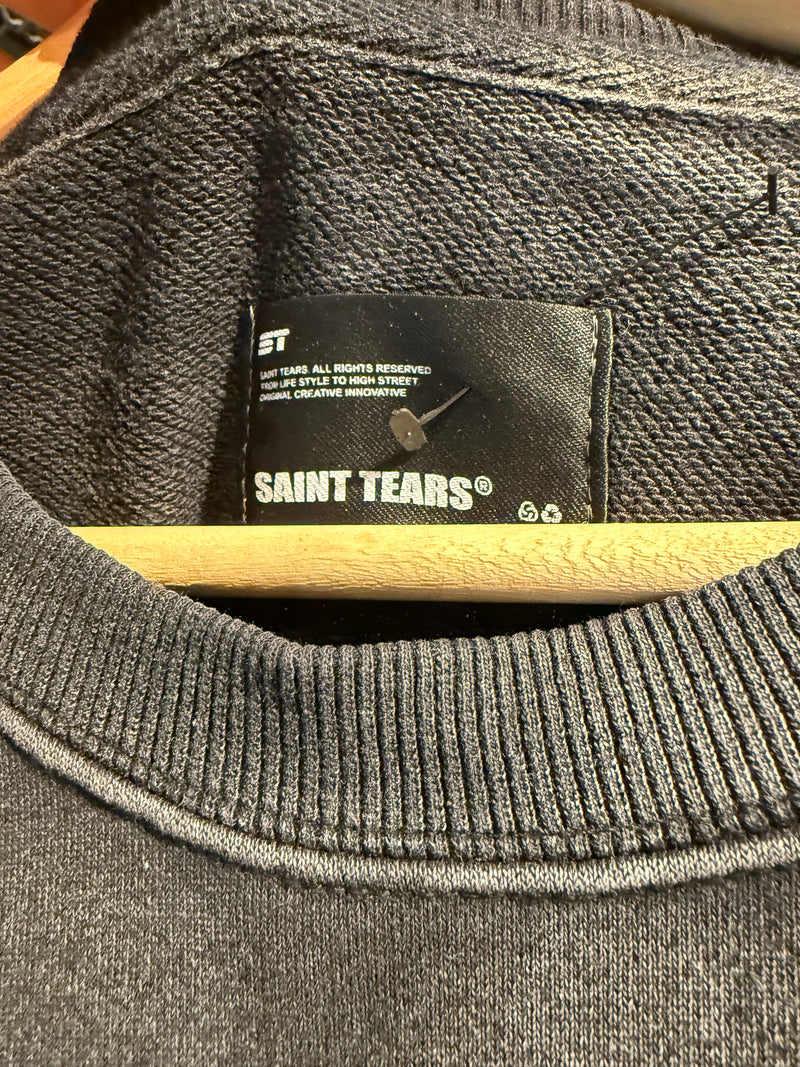 ST
SAINT TEARS. ALL RIGHTS RESERVED
FROM LIFE STYLE TO HIGH STREET.
ORIGINAL CREATIVE INNOVATIVE
SAINT TEARS®